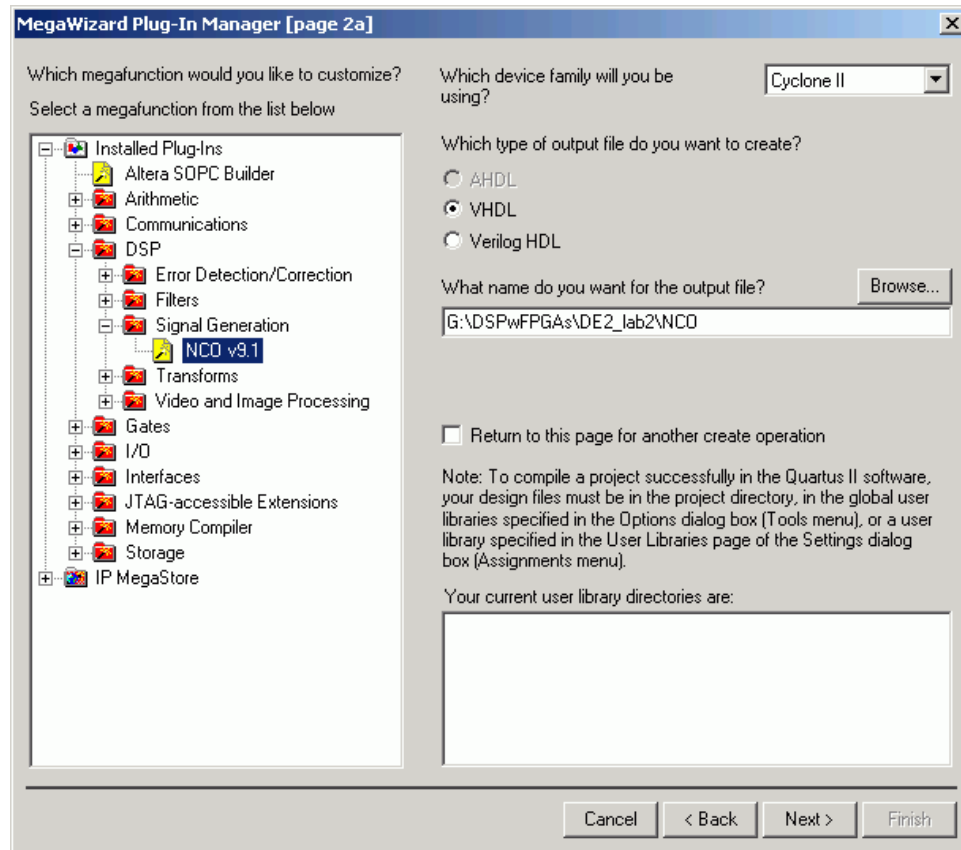 MegaWizard Plug-In Manager [page 2a]
Which megafunction would you like to customize?
Select a megafunction from the list below
Installed Plug-Ins
Altera SOPC Builder
Arithmetic
Communications
DSP
Error Detection/Correction
Filters
Signal Generation
NCO v9.1
Transforms
Video and Image Processing
Gates
I/O
Interfaces
JTAG-accessible Extensions
Memory Compiler
Storage
IP MegaStore
Which device family will you be
using?
Cyclone II
Which type of output file do you want to create?
AHDL
VHDL
Verilog HDL
What name do you want for the output file?
Browse...
G:\DSPwFPGAs\DE2_lab2\NCO
Return to this page for another create operation
Note: To compile a project successfully in the Quartus II software,
your design files must be in the project directory, in the global user
libraries specified in the Options dialog box (Tools menu), or a user
library specified in the User Libraries page of the Settings dialog
box (Assignments menu).
Your current user library directories are:
Cancel
< Back
Next >
Finish